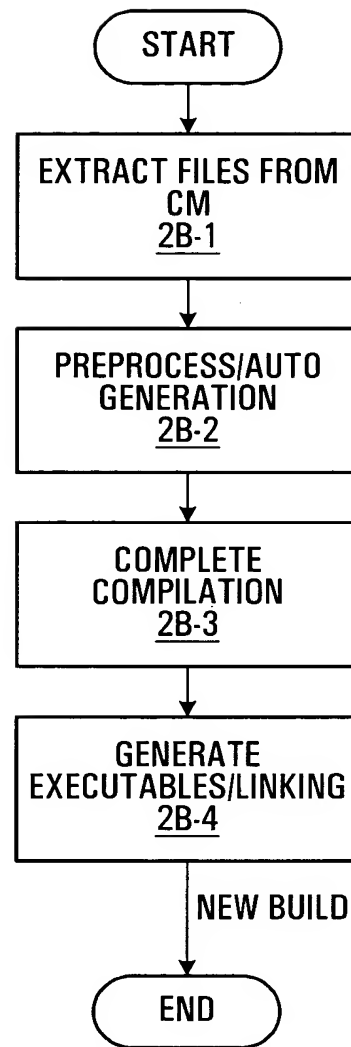 START
EXTRACT FILES FROM
CM
2B-1
PREPROCESS/AUTO
GENERATION
2B-2
COMPLETE
COMPILATION
2B-3
GENERATE
EXECUTABLES/LINKING
2B-4
NEW BUILD
END